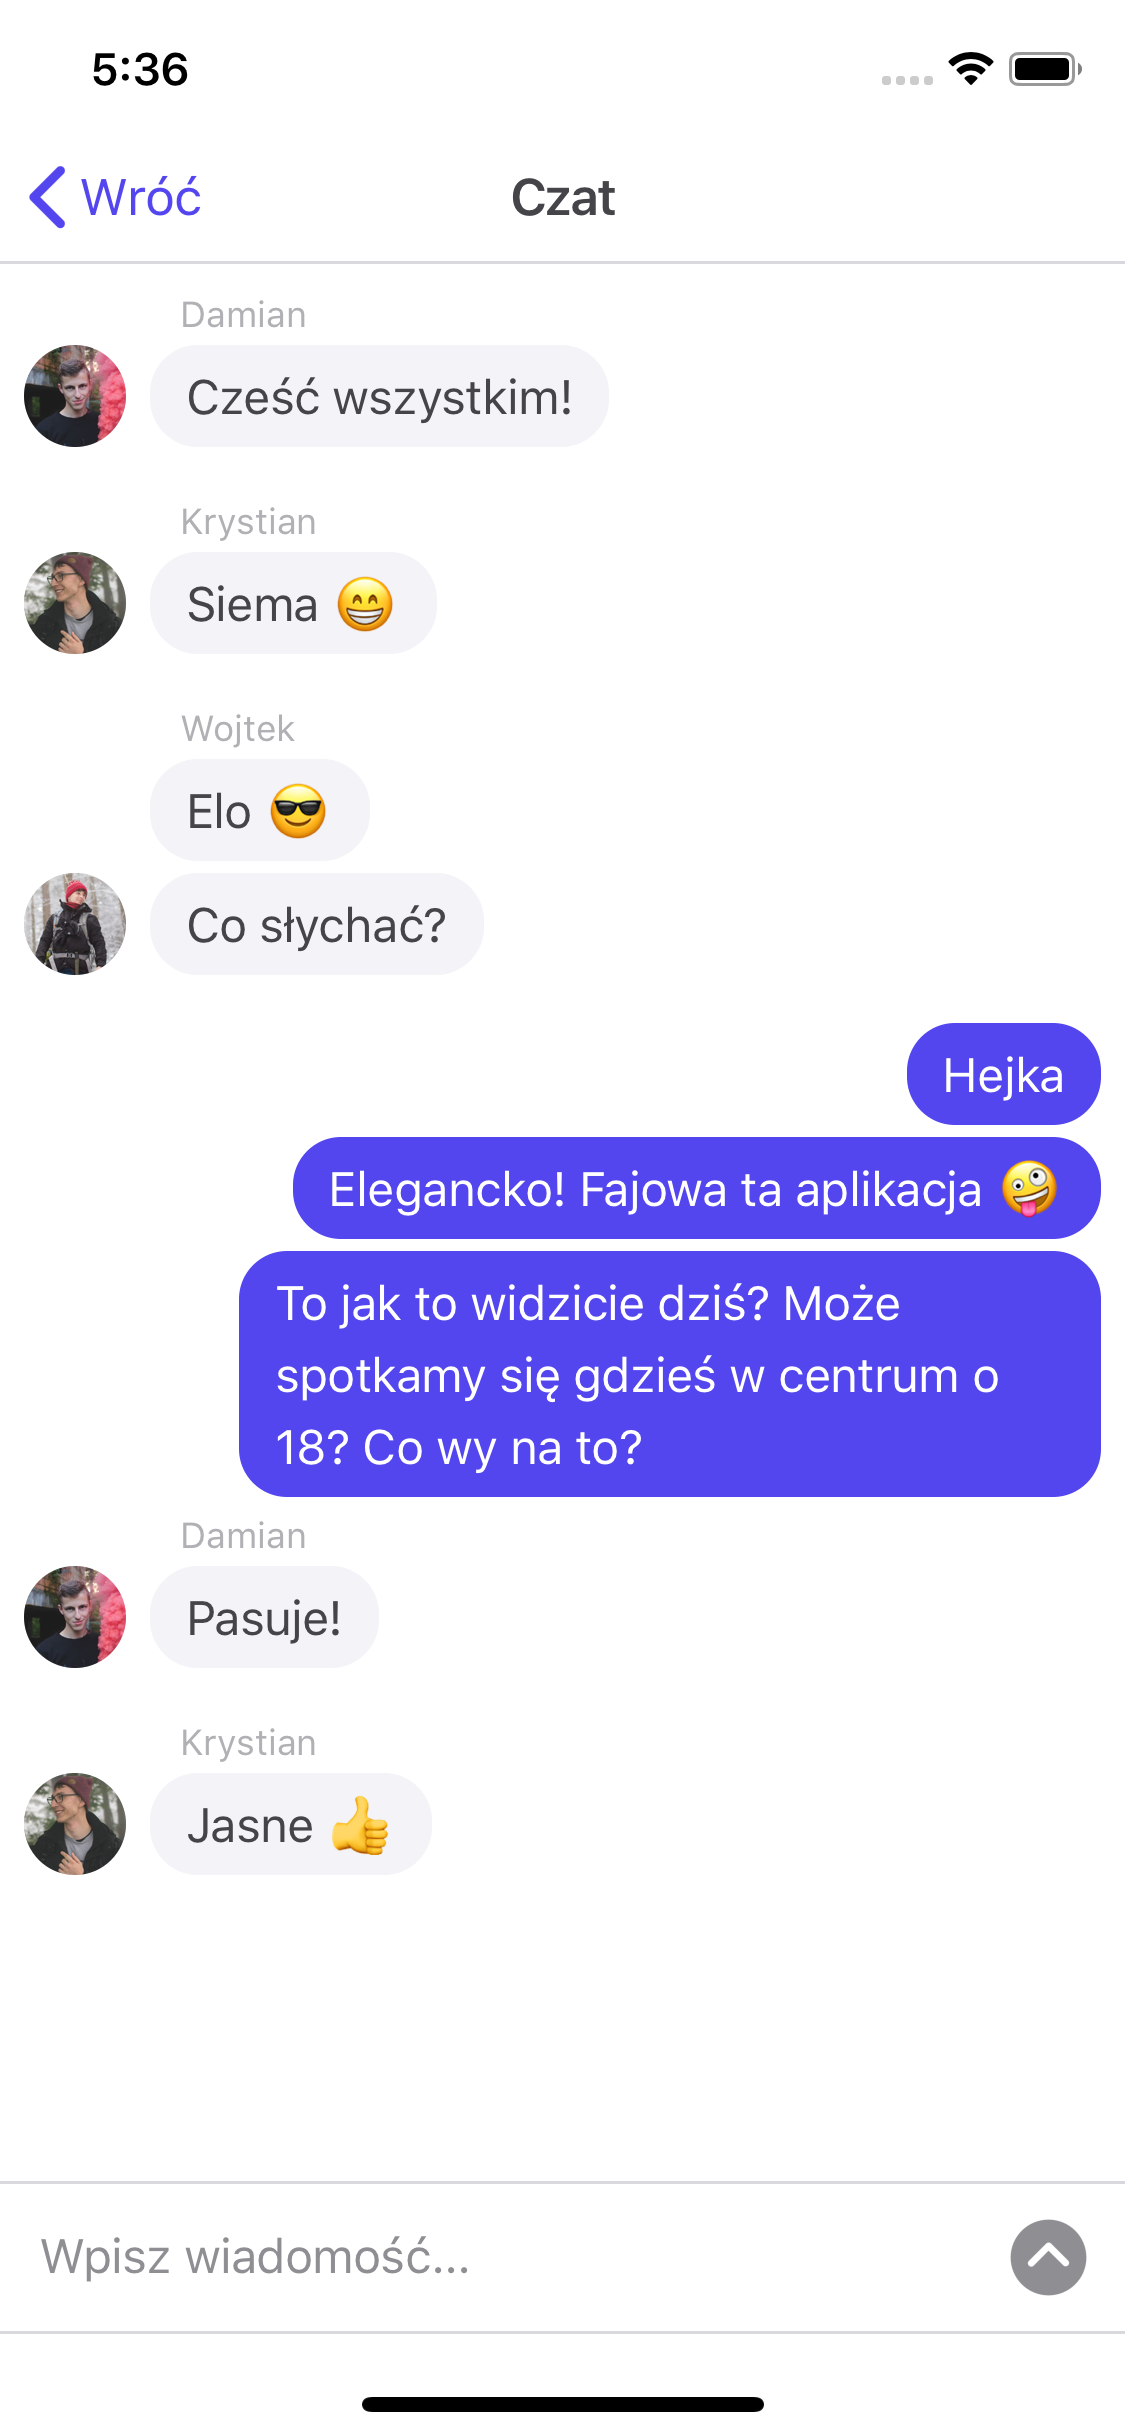 5:36
Wróć
Czat
Damian
Cześć wszystkim!
Krystian
Siema 😁
Wojtek
Elo 😎
Co słychać?
Hejka
Elegancko! Fajowa ta aplikacja 🤪
To jak to widzicie dziś? Może
spotkamy się gdzieś w centrum o
18? Co wy na to?
Damian
Pasuje!
Krystian
Jasne 👍
Wpisz wiadomość...